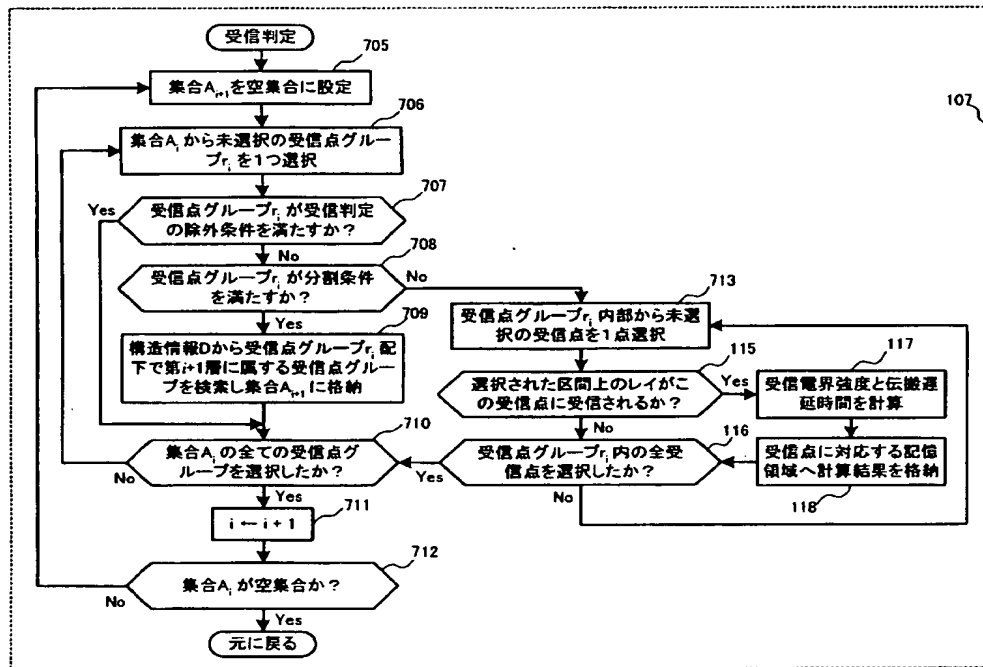 受信判定
705
集合Ai+1を空集合に設定
706
集合Aiから未選択の受信点グルー
プriを1つ選択
707
Yes
受信点グループriが受信判定
の除外条件を満たすか？
No
708
受信点グループriが分割条件
を満たすか？
No
Yes
709
構造情報Dから受信点グループri配
下で第i+1層に属する受信点グルー
プを検索し集合Ai+1に格納
710
集合Aiの全ての受信点グ
ループを選択したか？
No
Yes
711
i ← i + 1
712
集合Aiが空集合か？
No
Yes
元に戻る
107
713
受信点グループri内部から未選
択の受信点を1点選択
115
選択された区間上のレイがこ
の受信点に受信されるか？
Yes
No
117
受信電界強度と伝搬遅
延時間を計算
116
受信点グループri内の全受
信点を選択したか？
Yes
No
受信点に対応する記憶
領域へ計算結果を格納
118